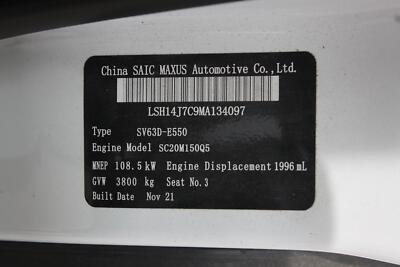 China SAIC MAXUS Automotive Co.,Ltd.
LSH14J7C9MA134097
Type SV63D-E550
Engine Model SC20M150Q5
MNEP 108.5 kW Engine Displacement 1996 mL
GVW 3800 kg Seat No.3
Built Date Nov 21